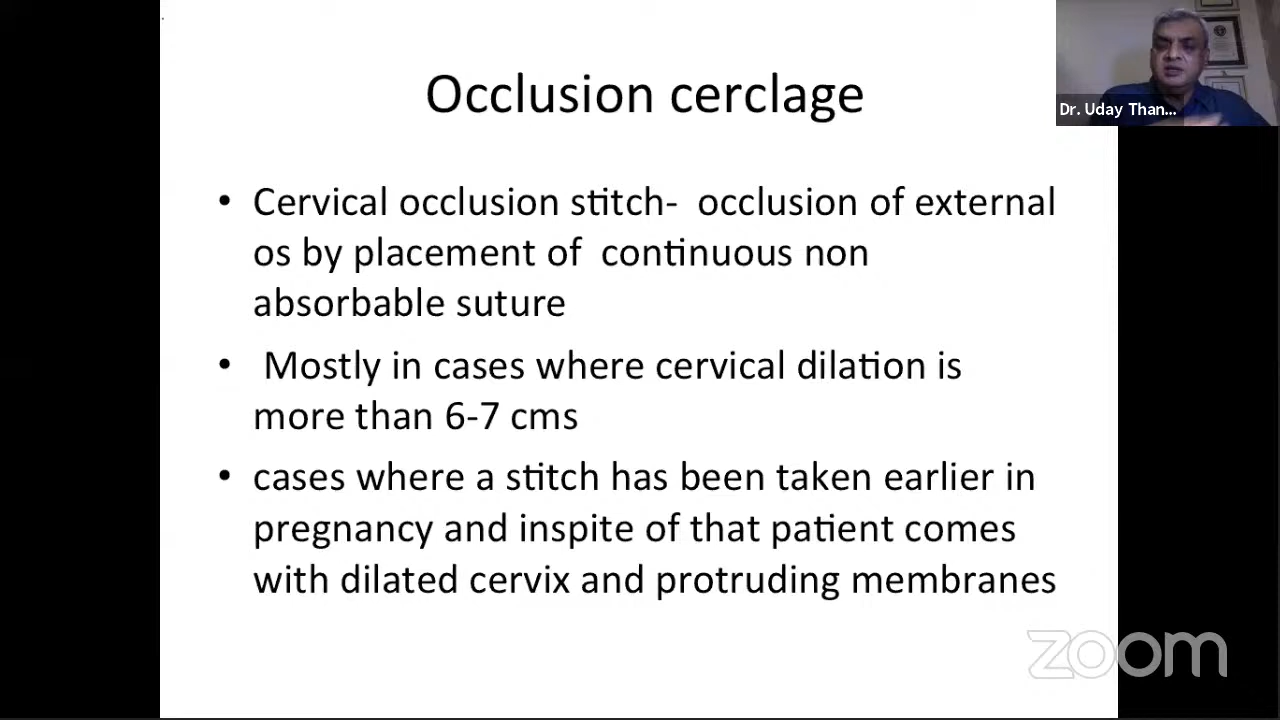 Occlusion cerclage
Dr. Uday Than...
• Cervical occlusion stitch-  occlusion of external
os by placement of  continuous non
absorbable suture
•  Mostly in cases where cervical dilation is
more than 6-7 cms
• cases where a stitch has been taken earlier in
pregnancy and inspite of that patient comes
with dilated cervix and protruding membranes
zoom